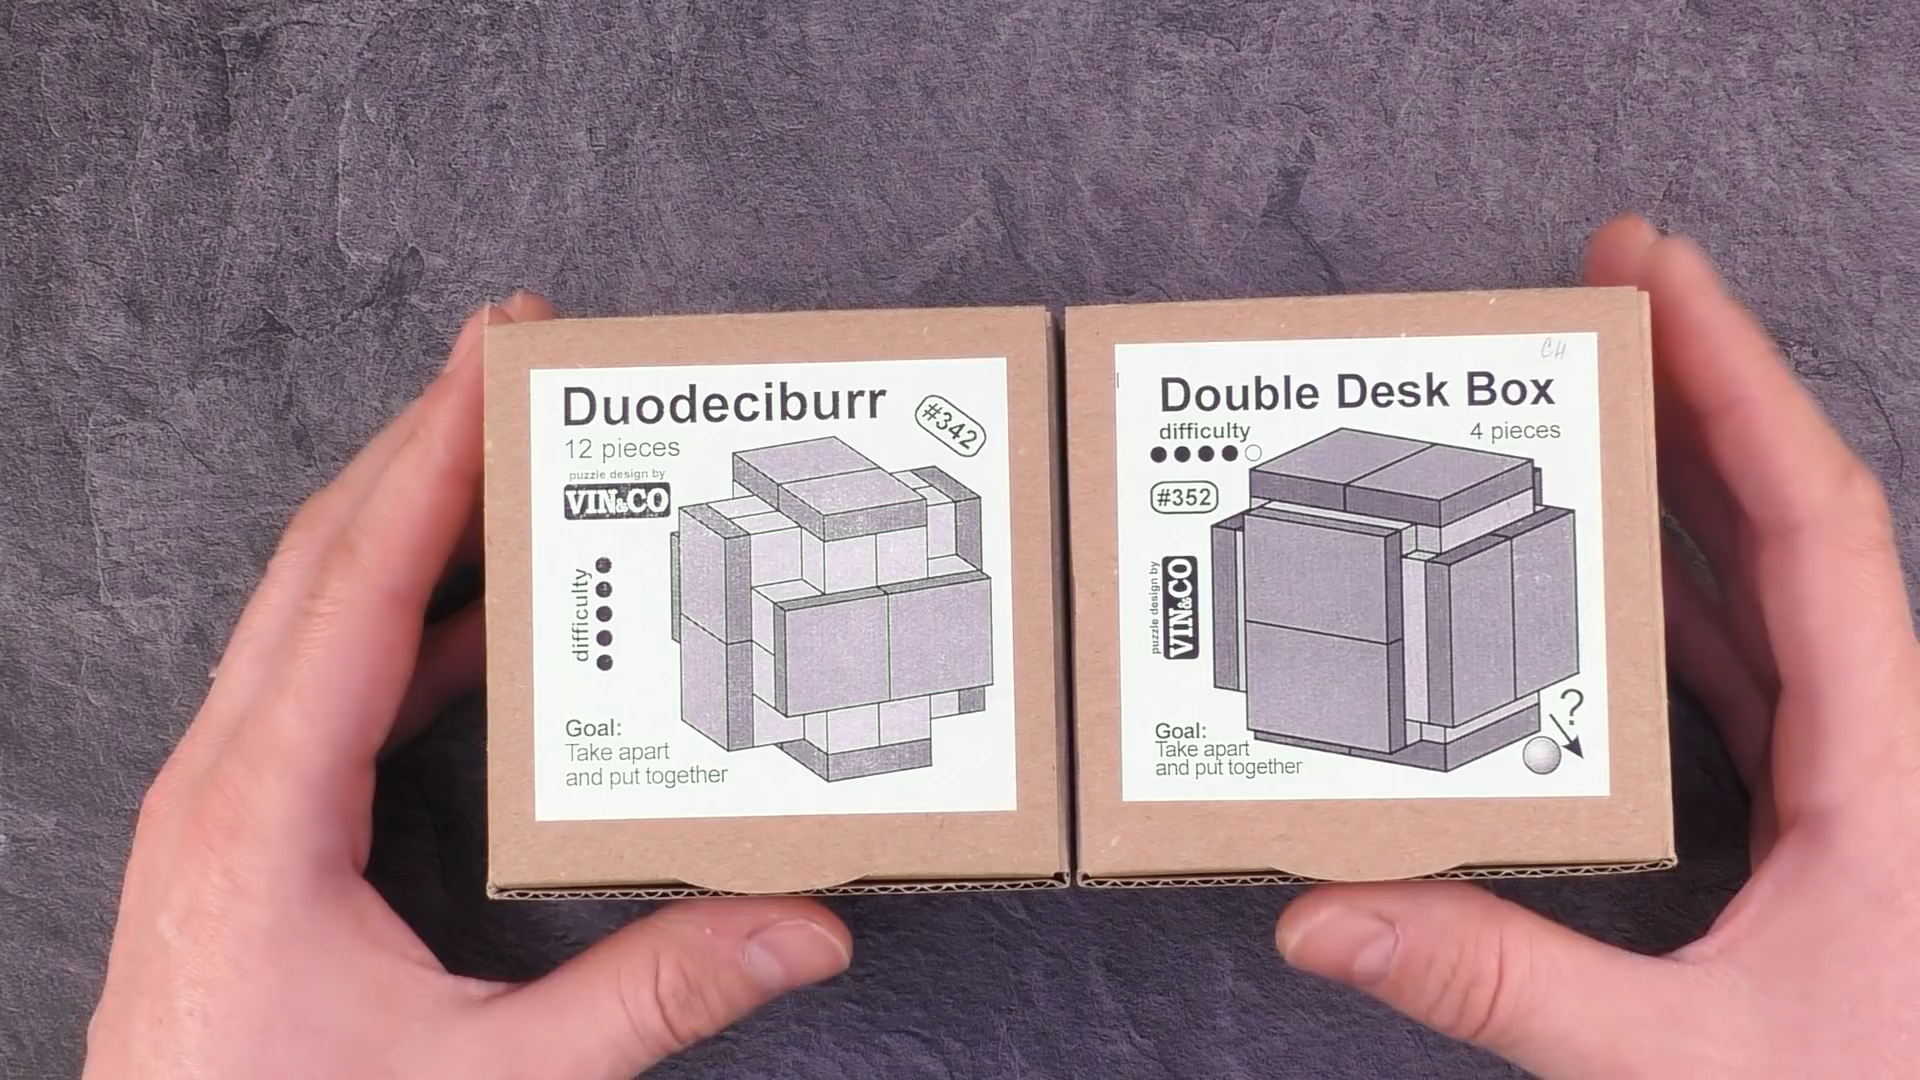 Duodeciburr
12 pieces
#342
puzzle design by
VIN&CO
difficulty
Goal:
Take apart
and put together
Double Desk Box
difficulty
4 pieces
#352
puzzle design by
VIN&CO
?
Goal:
Take apart
and put together